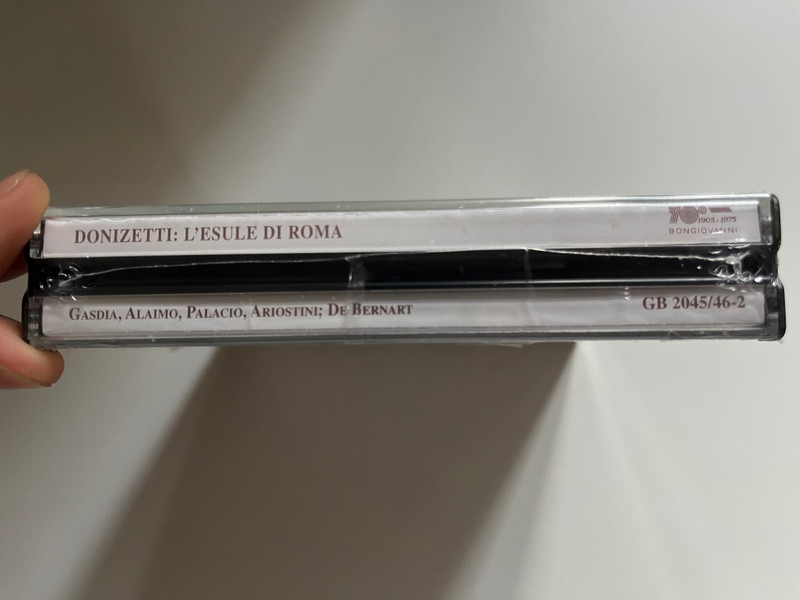 DONIZETTI: L'ESULE DI ROMA
70° 1905-1975
BONGIOVANNI
GASDIA, ALAIMO, PALACIO, ARIOSTINI; DE BERNART
GB 2045/46-2